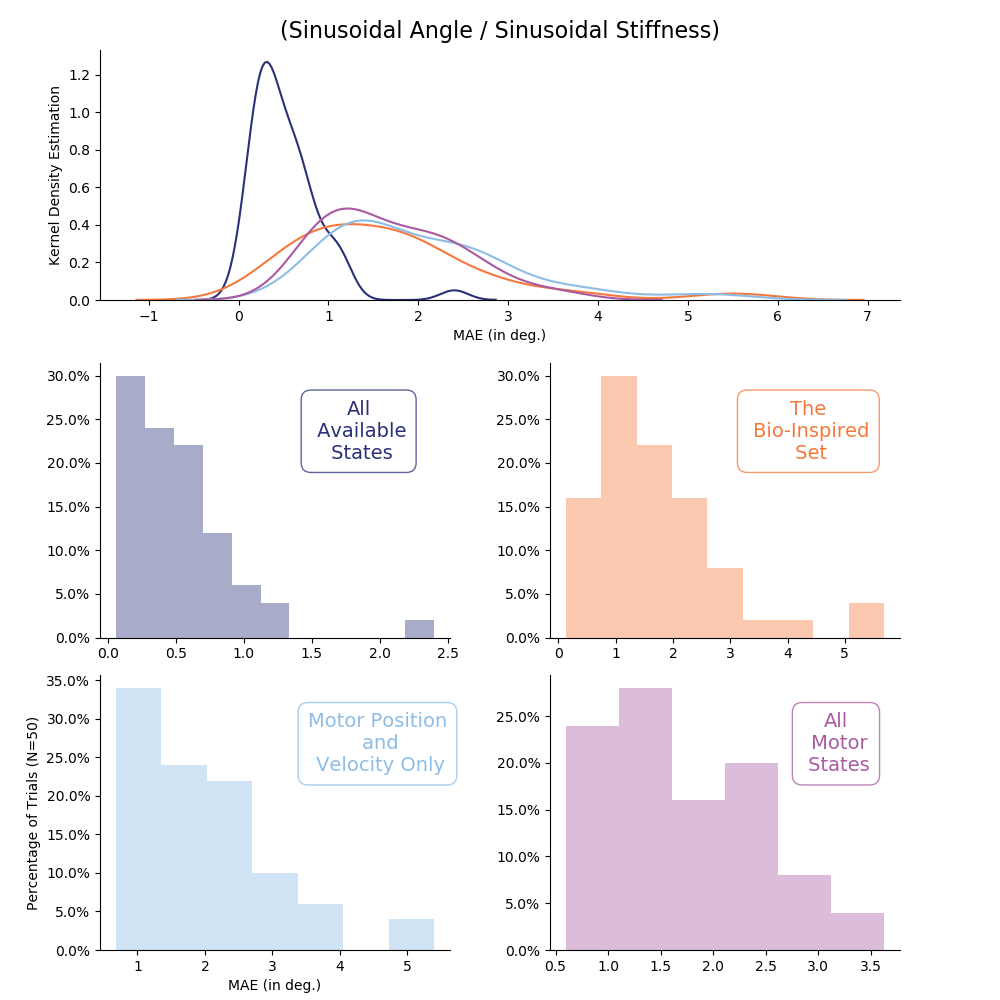 (Sinusoidal Angle / Sinusoidal Stiffness)
Kernel Density Estimation
1.2
1.0
0.8
0.6
0.4
0.2
0.0
−1 0 1 2 3 4 5 6 7
MAE (in deg.)
30.0%
25.0%
20.0%
15.0%
10.0%
5.0%
0.0%
All
Available
States
0.0 0.5 1.0 1.5 2.0 2.5
30.0%
25.0%
20.0%
15.0%
10.0%
5.0%
0.0%
The
Bio-Inspired
Set
0 1 2 3 4 5
Percentage of Trials (N=50)
35.0%
30.0%
25.0%
20.0%
15.0%
10.0%
5.0%
0.0%
Motor Position
and
Velocity Only
1 2 3 4 5
MAE (in deg.)
25.0%
20.0%
15.0%
10.0%
5.0%
0.0%
All
Motor
States
0.5 1.0 1.5 2.0 2.5 3.0 3.5